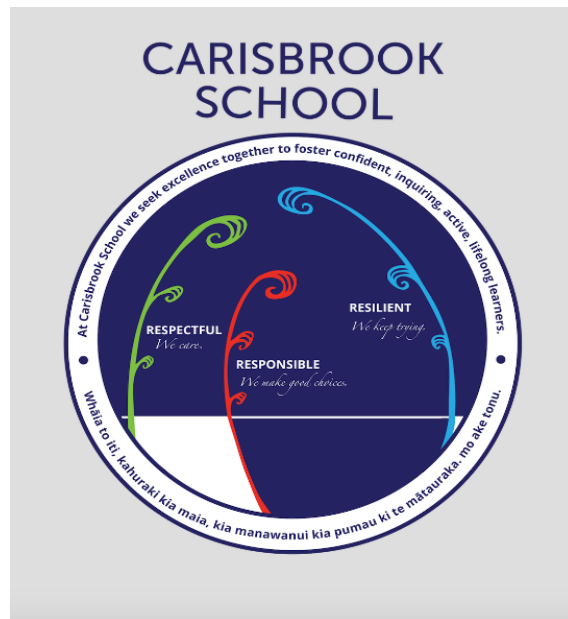 CARISBROOK
SCHOOL
At Carisbrook School we seek excellence together to foster confident, inquiring, active, lifelong learners.
RESPECTFUL
We care.
RESPONSIBLE
We make good choices.
RESILIENT
We keep trying.
Whāia to iti, kahuraki kia maia, kia manawanui kia pumau ki te mātauraka. mo ake tonu.